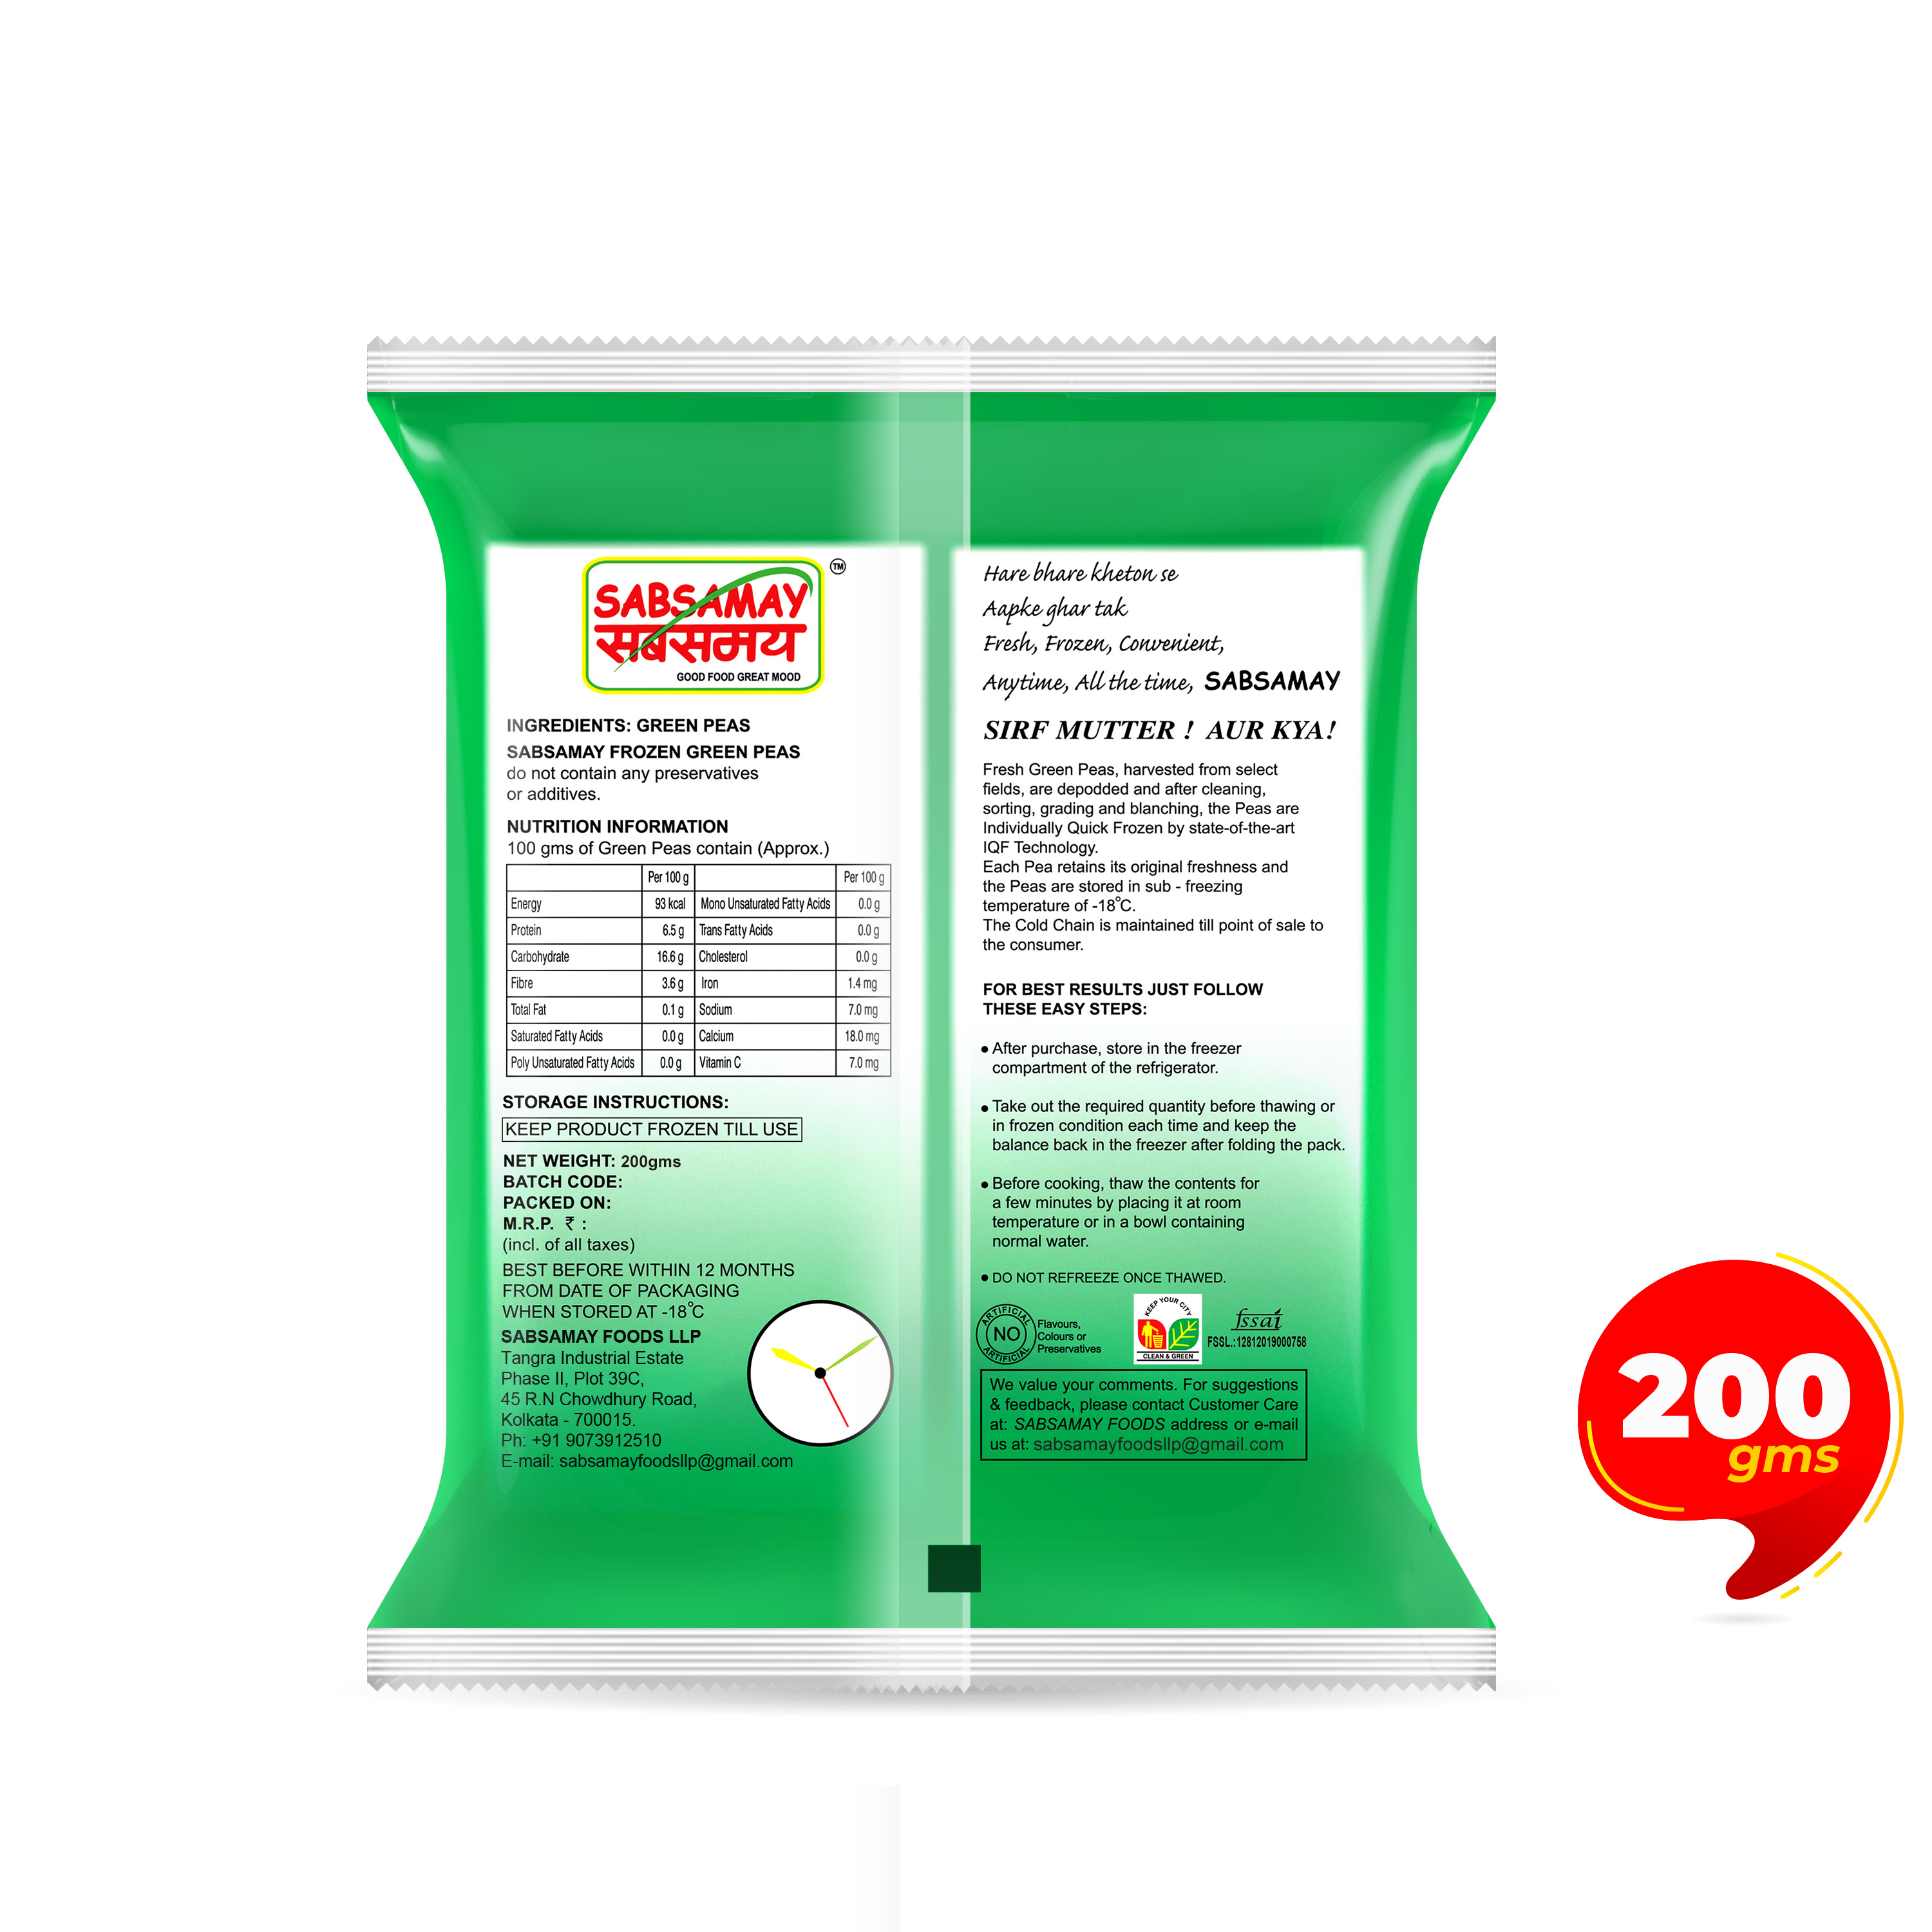 SABSAMAY
TM
सबसमय
GOOD FOOD GREAT MOOD
INGREDIENTS: GREEN PEAS
SABSAMAY FROZEN GREEN PEAS
do not contain any preservatives
or additives.
NUTRITION INFORMATION
100 gms of Green Peas contain (Approx.)
Per 100 g Per 100 g
Energy 93 kcal Mono Unsaturated Fatty Acids 0.0 g
Protein 6.5 g Trans Fatty Acids 0.0 g
Carbohydrate 16.6 g Cholesterol 0.0 g
Fibre 3.6 g Iron 1.4 mg
Total Fat 0.1 g Sodium 7.0 mg
Saturated Fatty Acids 0.0 g Calcium 18.0 mg
Poly Unsaturated Fatty Acids 0.0 g Vitamin C 7.0 mg
STORAGE INSTRUCTIONS:
KEEP PRODUCT FROZEN TILL USE
NET WEIGHT: 200gms
BATCH CODE:
PACKED ON:
M.R.P. ₹ :
(incl. of all taxes)
BEST BEFORE WITHIN 12 MONTHS
FROM DATE OF PACKAGING
WHEN STORED AT -18°C
SABSAMAY FOODS LLP
Tangra Industrial Estate
Phase II, Plot 39C,
45 R.N Chowdhury Road,
Kolkata - 700015.
Ph: +91 9073912510
E-mail: sabsamayfoodsllp@gmail.com
Hare bhare kheton se
Aapke ghar tak
Fresh, Frozen, Convenient,
Anytime, All the time, SABSAMAY
SIRF MUTTER ! AUR KYA!
Fresh Green Peas, harvested from select
fields, are depodded and after cleaning,
sorting, grading and blanching, the Peas are
Individually Quick Frozen by state-of-the-art
IQF Technology.
Each Pea retains its original freshness and
the Peas are stored in sub - freezing
temperature of -18°C.
The Cold Chain is maintained till point of sale to
the consumer.
FOR BEST RESULTS JUST FOLLOW
THESE EASY STEPS:
• After purchase, store in the freezer
compartment of the refrigerator.
• Take out the required quantity before thawing or
in frozen condition each time and keep the
balance back in the freezer after folding the pack.
• Before cooking, thaw the contents for
a few minutes by placing it at room
temperature or in a bowl containing
normal water.
• DO NOT REFREEZE ONCE THAWED.
ARTIFICIAL
NO
ARTIFICIAL
Flavours,
Colours or
Preservatives
KEEP YOUR CITY
CLEAN & GREEN
fssai
FSSL.:12812019000758
We value your comments. For suggestions
& feedback, please contact Customer Care
at: SABSAMAY FOODS address or e-mail
us at: sabsamayfoodsllp@gmail.com
200
gms